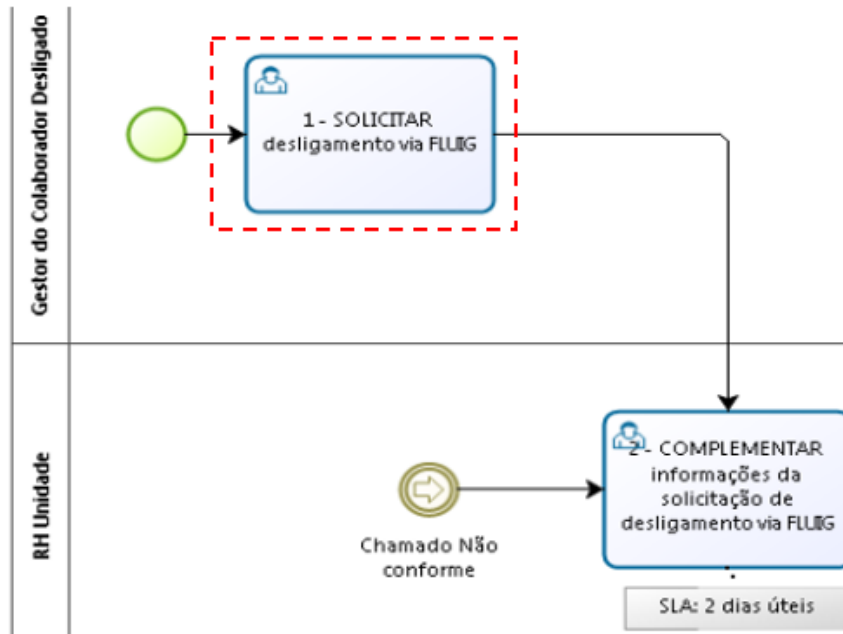 Gestor do Colaborador Desligado
1 - SOLICITAR
desligamento via FLUIG
RH Unidade
Chamado Não
conforme
2 - COMPLEMENTAR
informações da
solicitação de
desligamento via FLUIG
SLA: 2 dias úteis